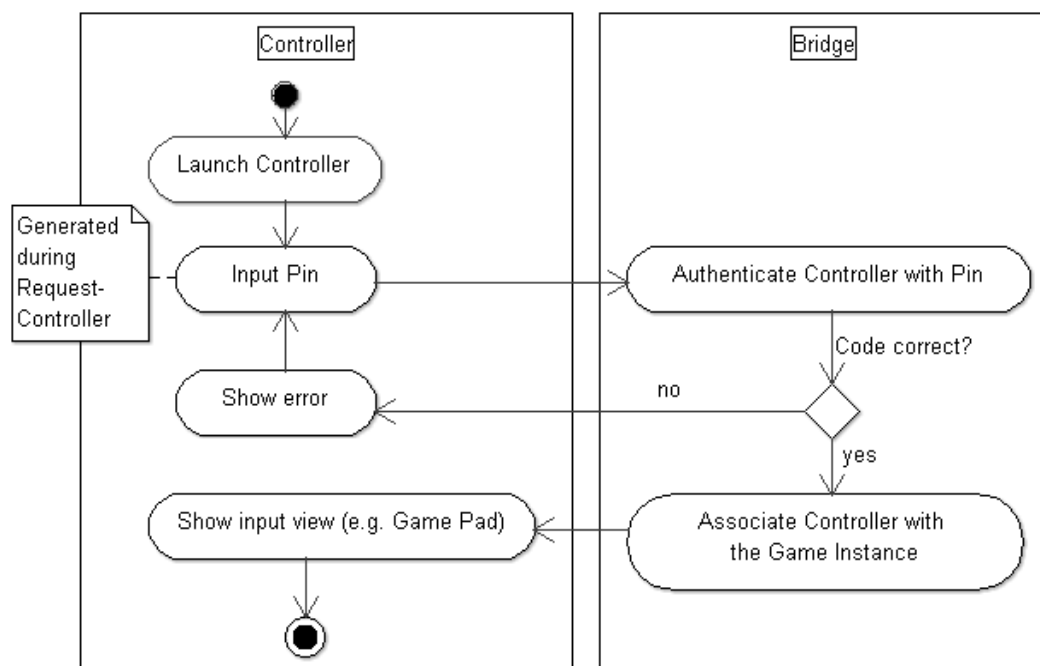 Controller
Bridge
Launch Controller
Generated
during
Request-
Controller
Input Pin
Authenticate Controller with Pin
Code correct?
no
Show error
yes
Show input view (e.g. Game Pad)
Associate Controller with
the Game Instance